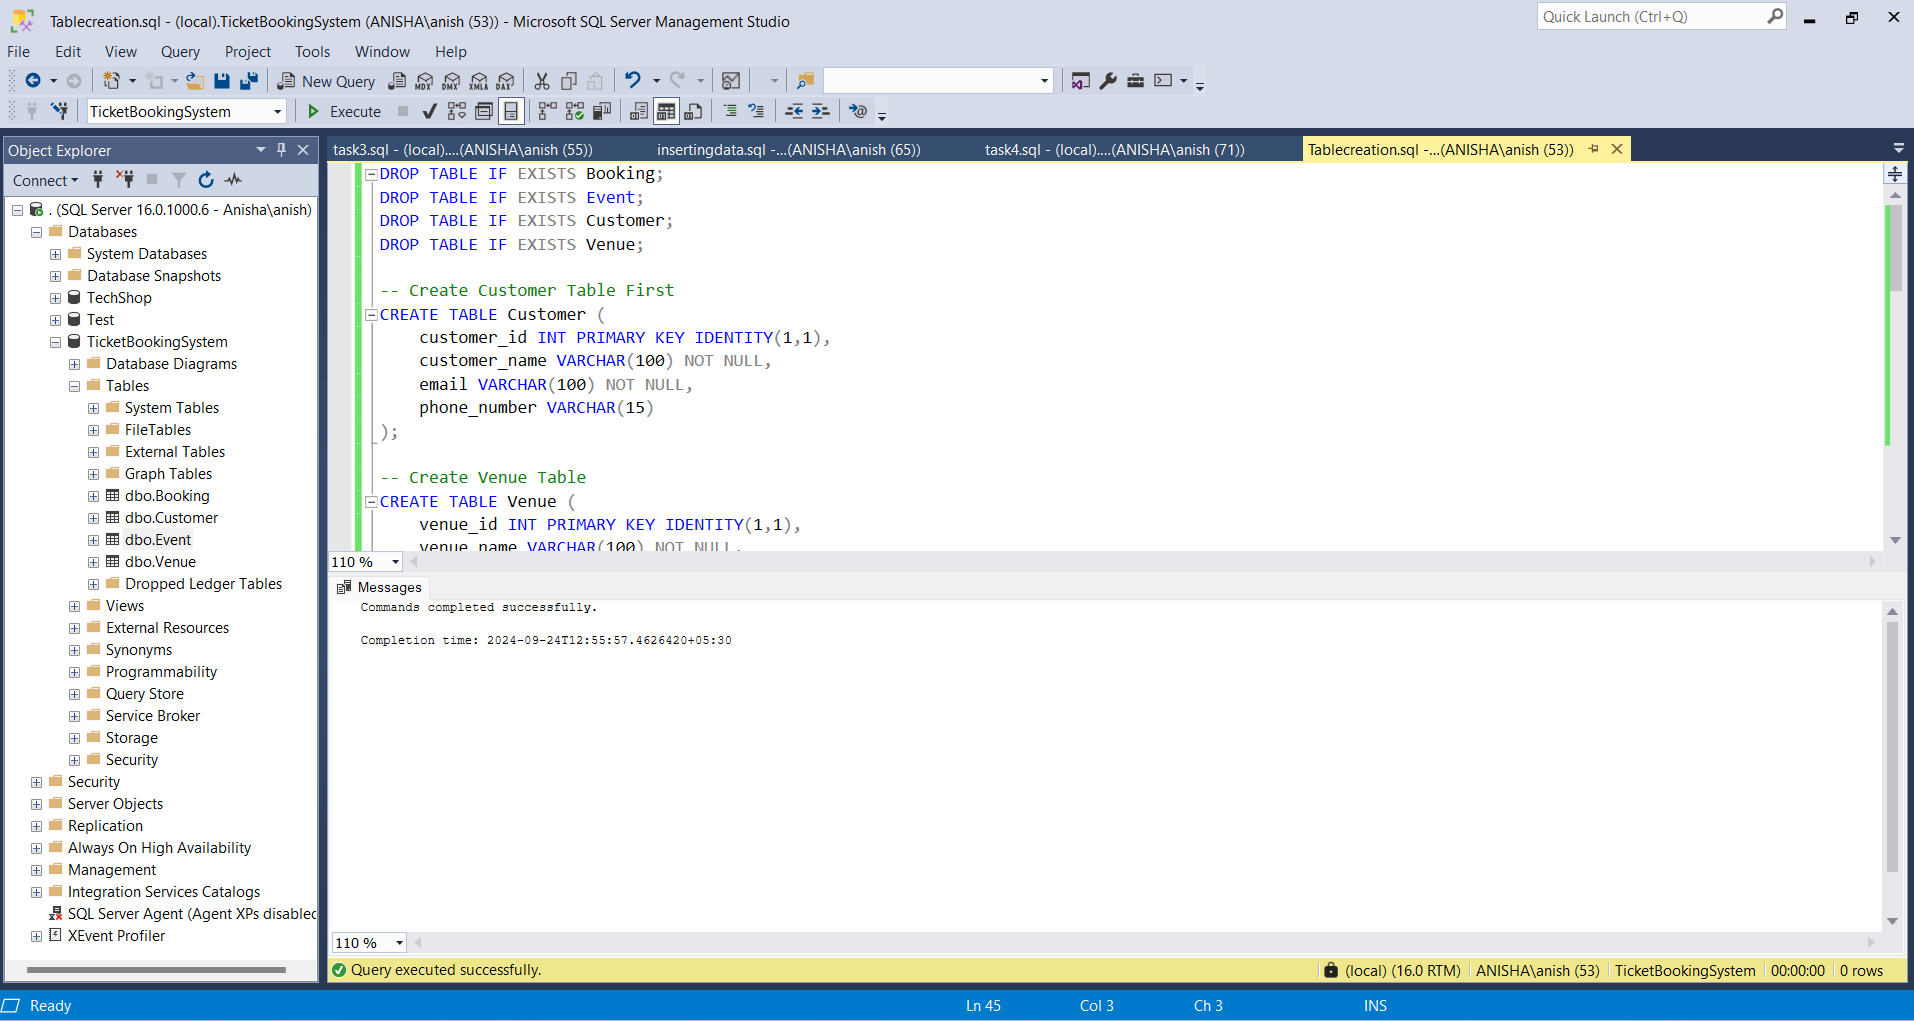 Tablecreation.sql - (local).TicketBookingSystem (ANISHA\anish (53)) - Microsoft SQL Server Management Studio
Quick Launch (Ctrl+Q)
File Edit View Query Project Tools Window Help
New Query MDX DMX XMLA DAX
TicketBookingSystem Execute
Object Explorer
Connect
. (SQL Server 16.0.1000.6 - Anisha\anish)
Databases
System Databases
Database Snapshots
TechShop
Test
TicketBookingSystem
Database Diagrams
Tables
System Tables
FileTables
External Tables
Graph Tables
dbo.Booking
dbo.Customer
dbo.Event
dbo.Venue
Dropped Ledger Tables
Views
External Resources
Synonyms
Programmability
Query Store
Service Broker
Storage
Security
Security
Server Objects
Replication
Always On High Availability
Management
Integration Services Catalogs
SQL Server Agent (Agent XPs disabled
XEvent Profiler
task3.sql - (local)....(ANISHA\anish (55)) insertingdata.sql -...(ANISHA\anish (65)) task4.sql - (local)....(ANISHA\anish (71)) Tablecreation.sql -...(ANISHA\anish (53))
DROP TABLE IF EXISTS Booking;
DROP TABLE IF EXISTS Event;
DROP TABLE IF EXISTS Customer;
DROP TABLE IF EXISTS Venue;
-- Create Customer Table First
CREATE TABLE Customer (
customer_id INT PRIMARY KEY IDENTITY(1,1),
customer_name VARCHAR(100) NOT NULL,
email VARCHAR(100) NOT NULL,
phone_number VARCHAR(15)
);
-- Create Venue Table
CREATE TABLE Venue (
venue_id INT PRIMARY KEY IDENTITY(1,1),
venue_name VARCHAR(100) NOT NULL,
110 %
Messages
Commands completed successfully.
Completion time: 2024-09-24T12:55:57.4626420+05:30
110 %
Query executed successfully. (local) (16.0 RTM) ANISHA\anish (53) TicketBookingSystem 00:00:00 0 rows
Ready Ln 45 Col 3 Ch 3 INS